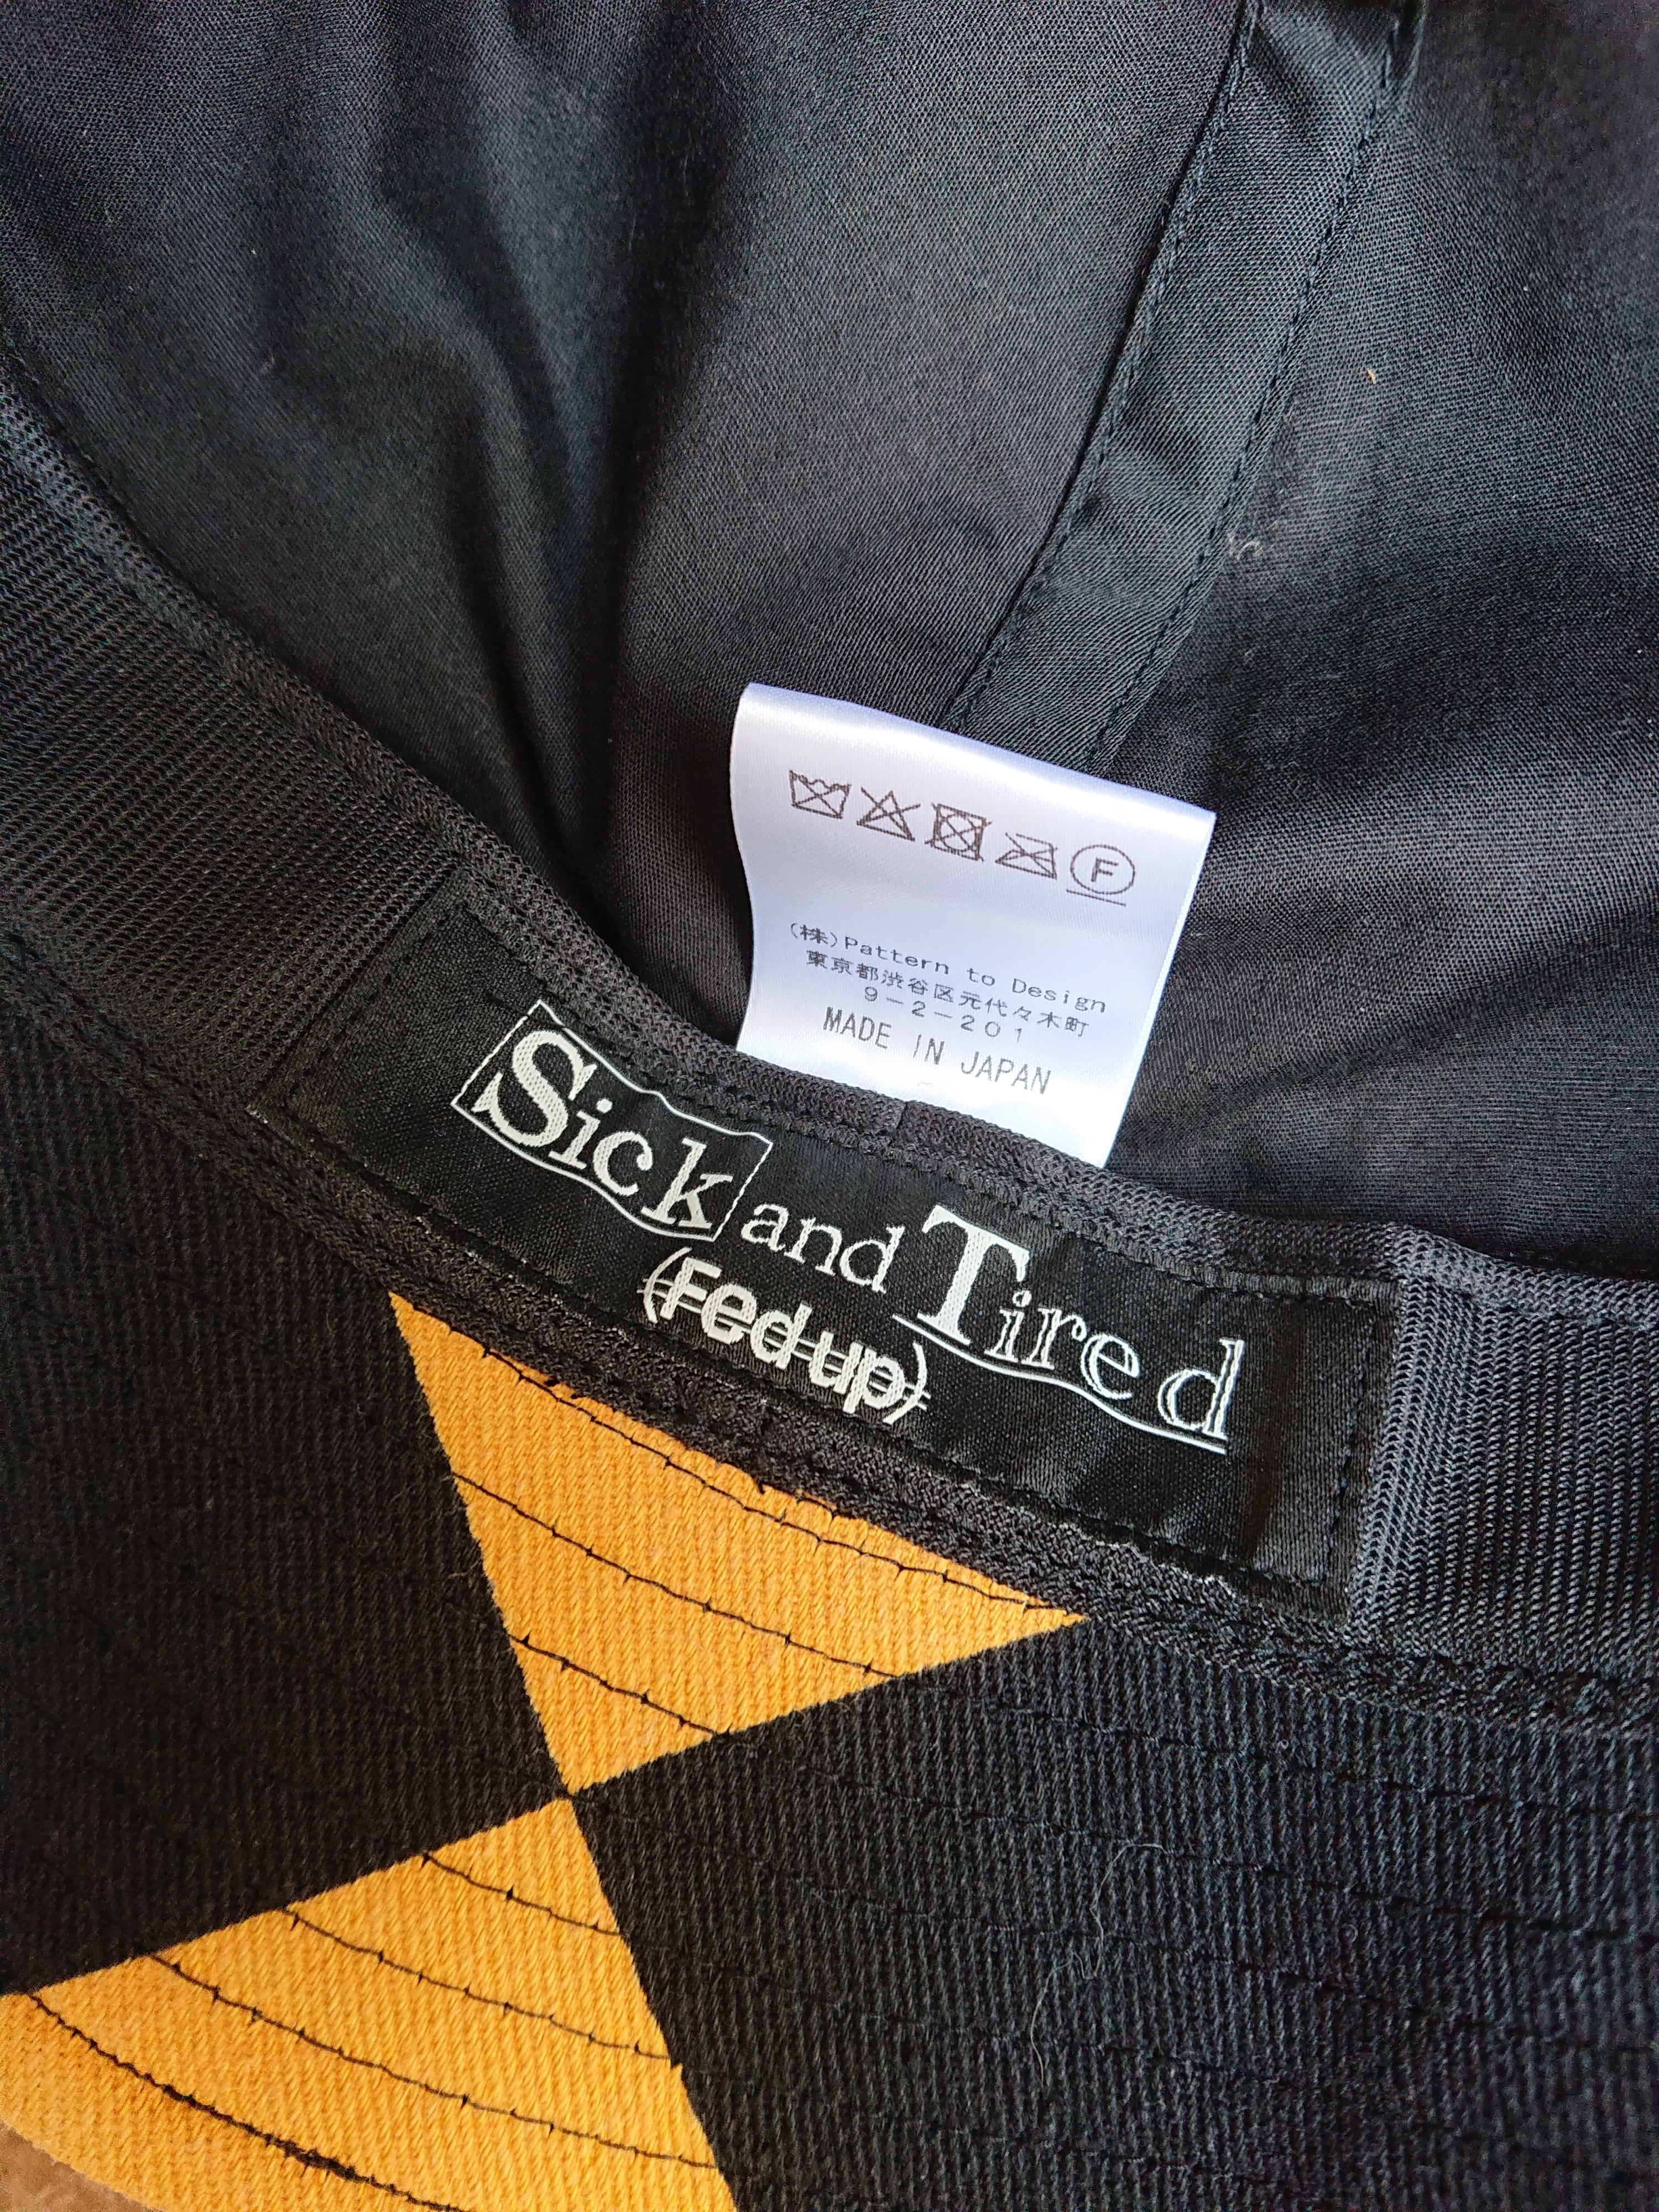 F
(株)Pattern to Design
東京都渋谷区元代々木町
9-2-201
MADE IN JAPAN
Sick and Tired
(Fed up)